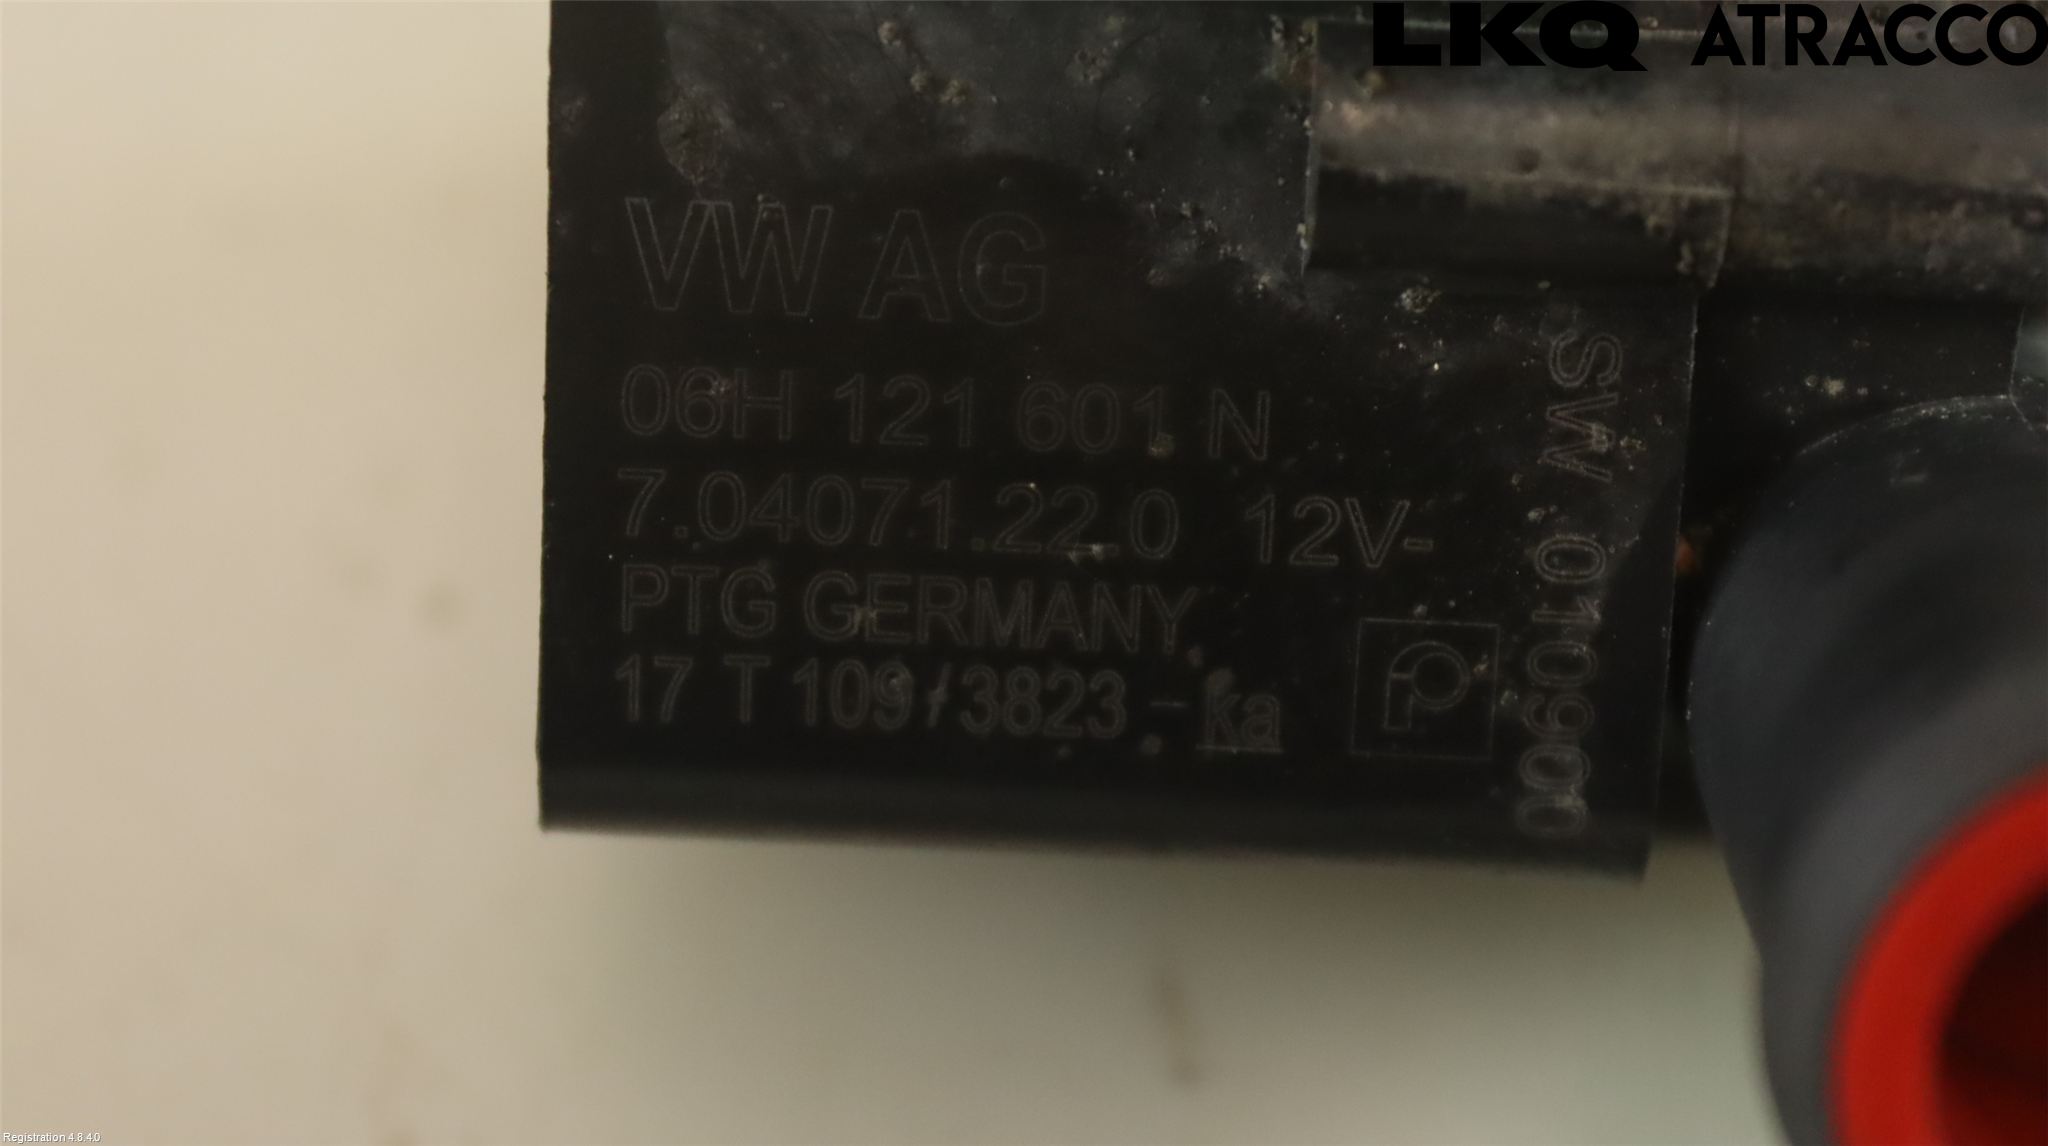 LKQ ATRACCO
VW AG
06H 121 601 N
7.04071.22.0 12V-
PTG GERMANY
17 T 109/3823 - ka
SW 010900
Registration 4.8.4.0